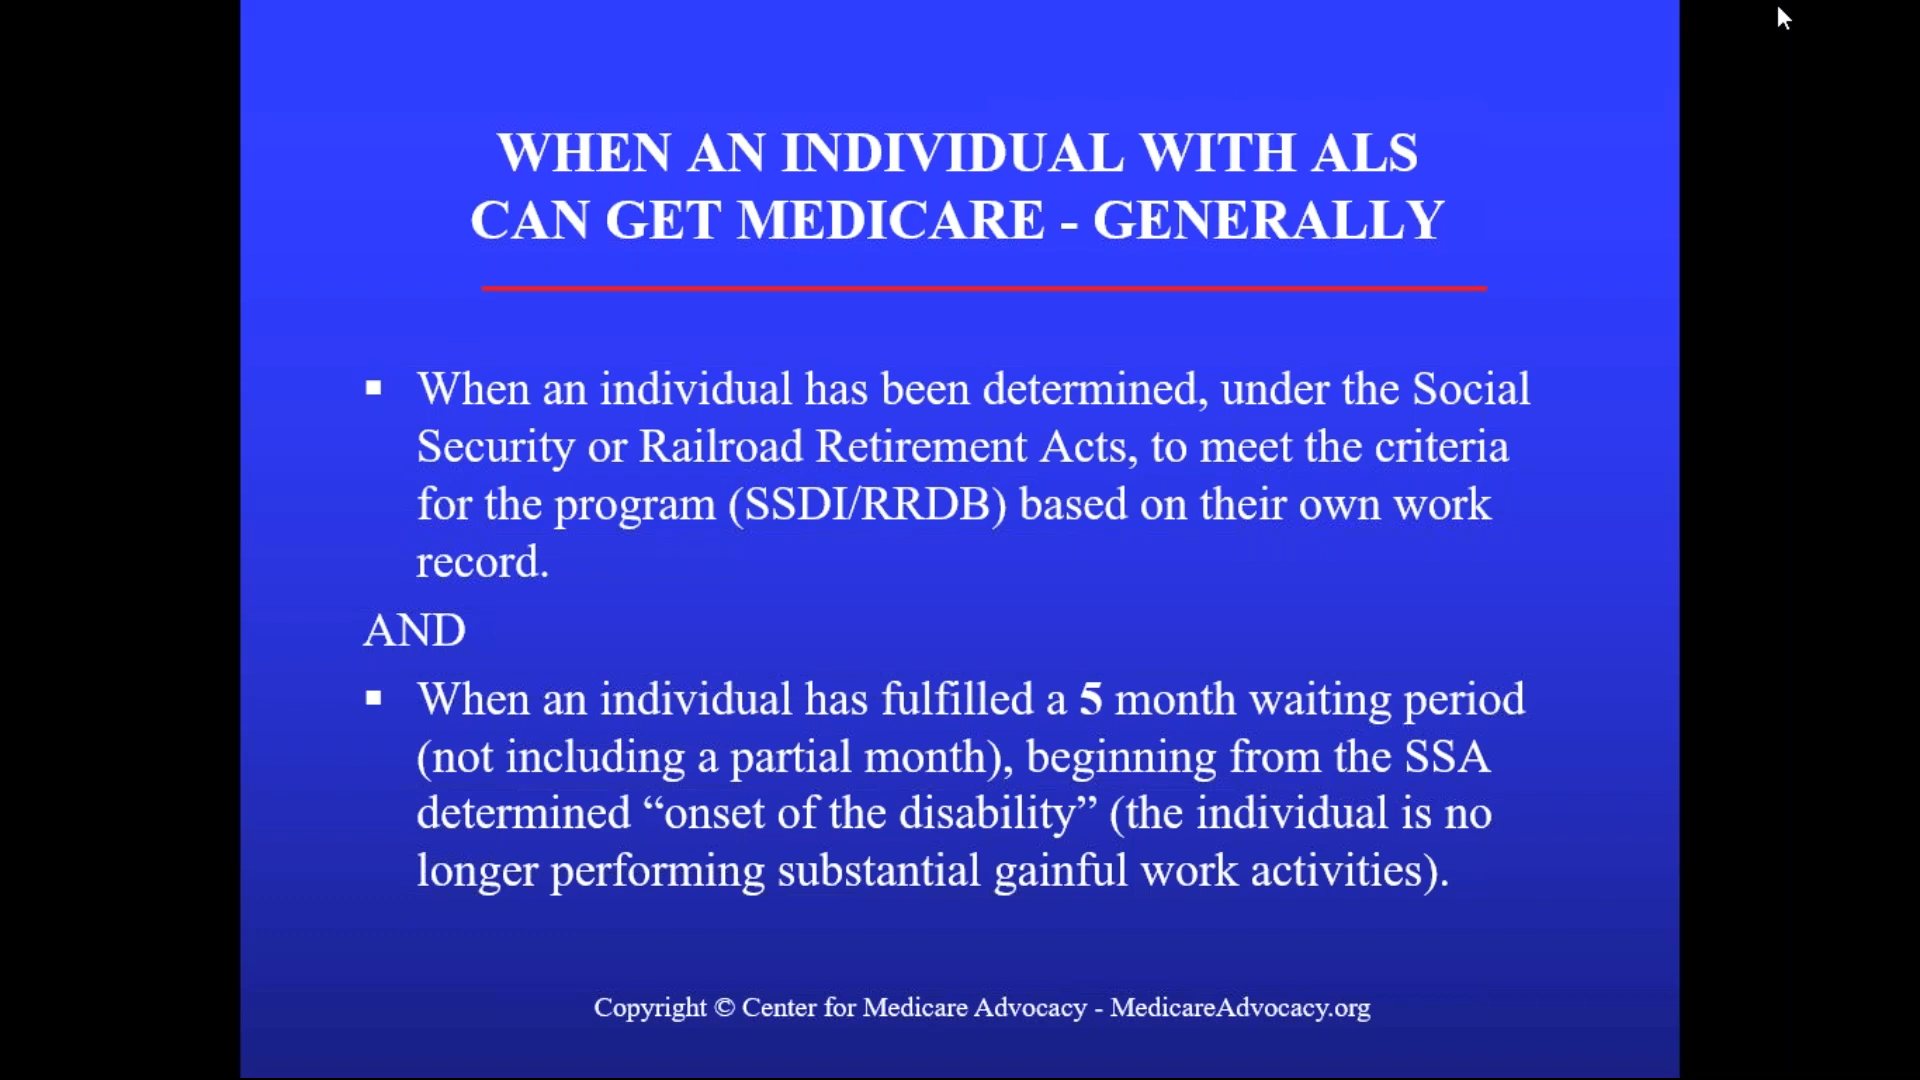 WHEN AN INDIVIDUAL WITH ALS
CAN GET MEDICARE - GENERALLY
▪ When an individual has been determined, under the Social
Security or Railroad Retirement Acts, to meet the criteria
for the program (SSDI/RRDB) based on their own work
record.
AND
▪ When an individual has fulfilled a 5 month waiting period
(not including a partial month), beginning from the SSA
determined “onset of the disability” (the individual is no
longer performing substantial gainful work activities).
Copyright © Center for Medicare Advocacy - MedicareAdvocacy.org